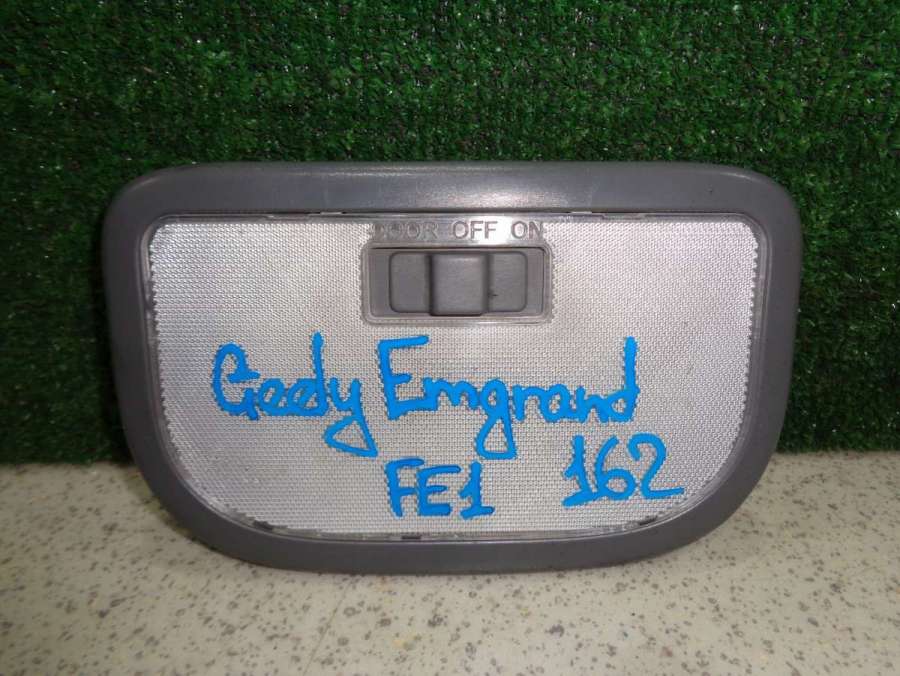 DOOR OFF ON
Geely Emgrand
FE1 162